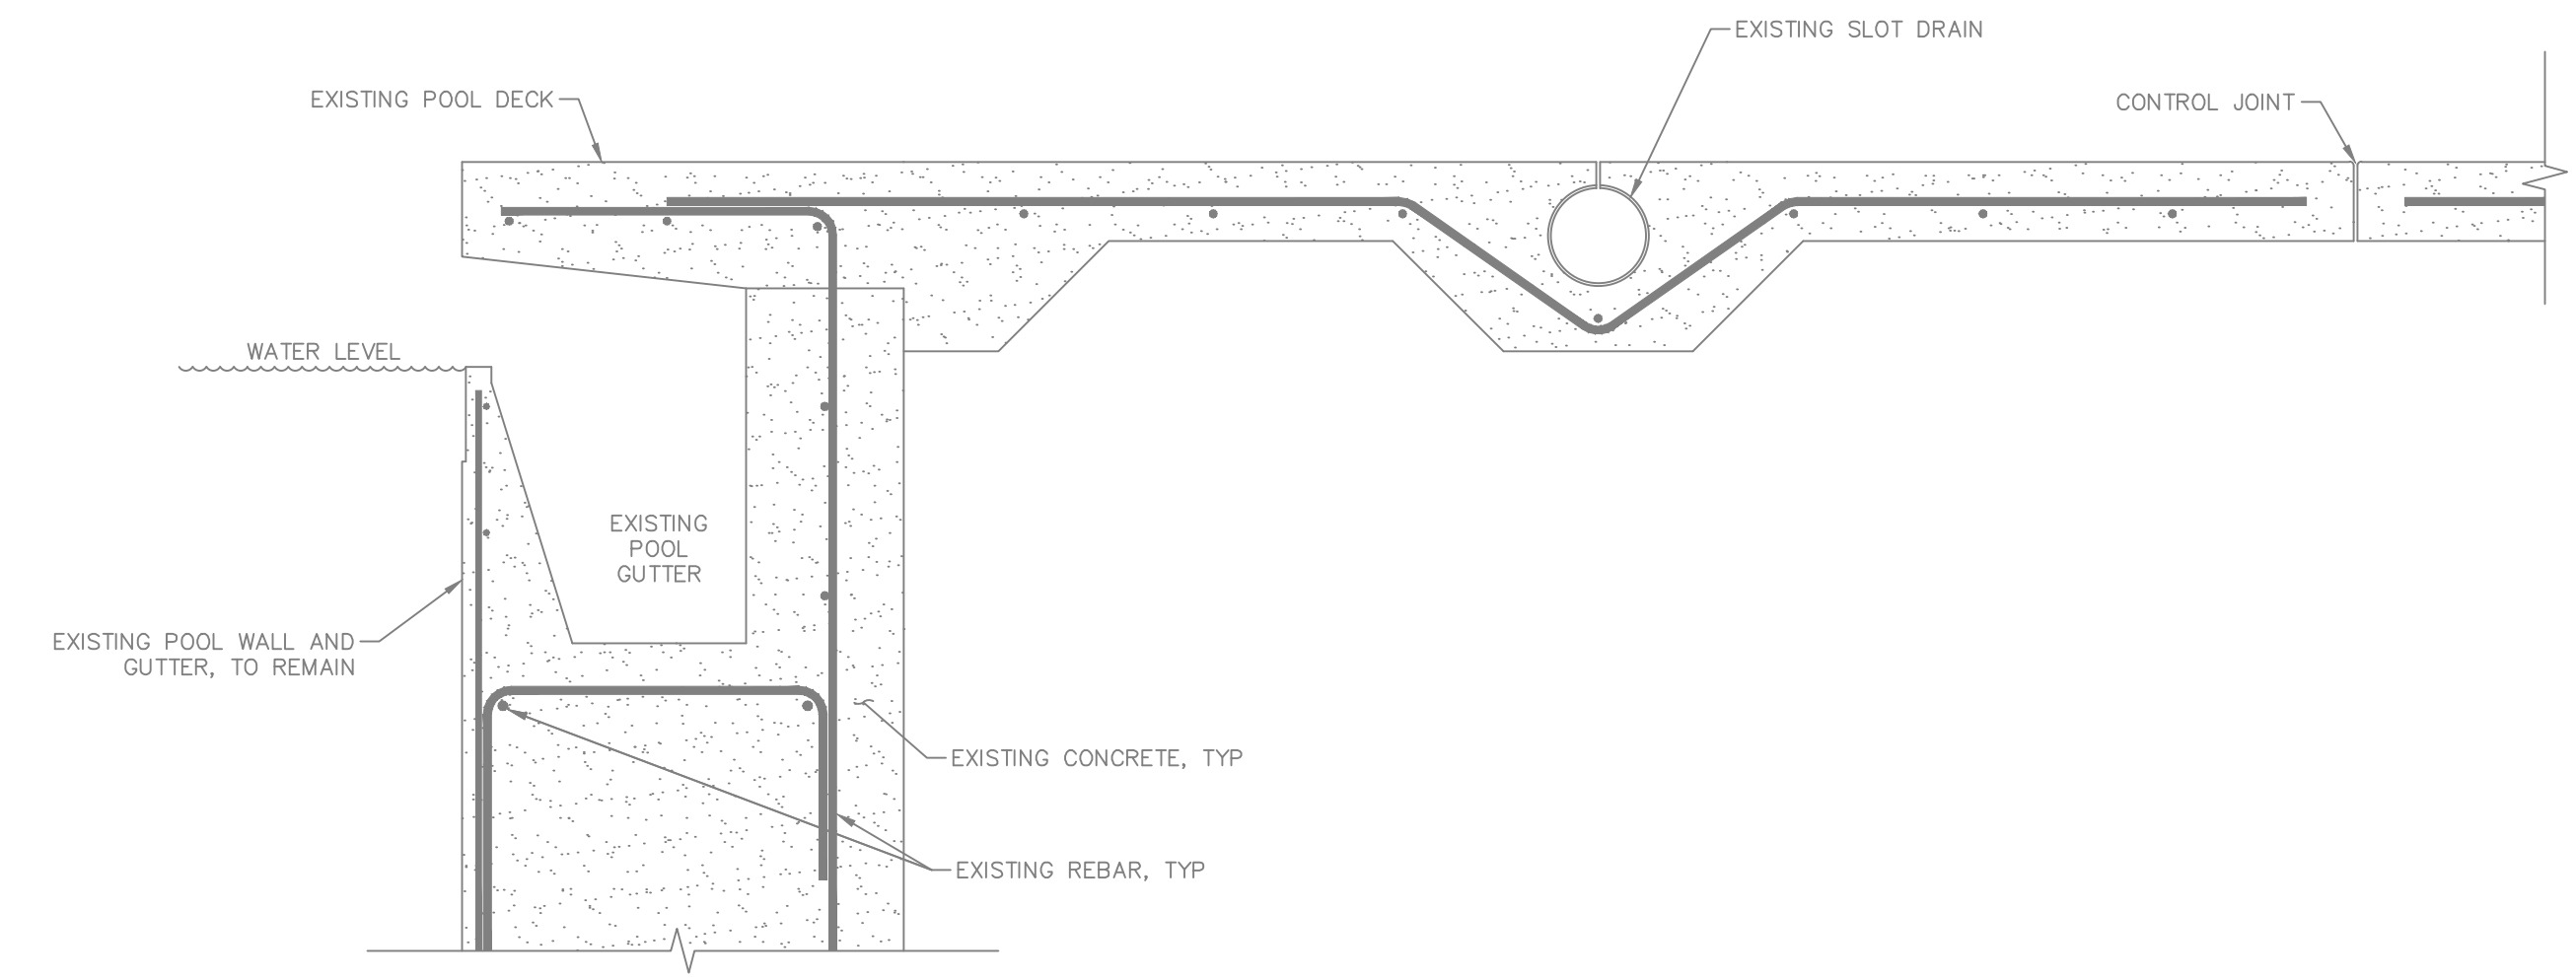 EXISTING SLOT DRAIN
EXISTING POOL DECK
CONTROL JOINT
WATER LEVEL
EXISTING
POOL
GUTTER
EXISTING POOL WALL AND
GUTTER, TO REMAIN
EXISTING CONCRETE, TYP
EXISTING REBAR, TYP